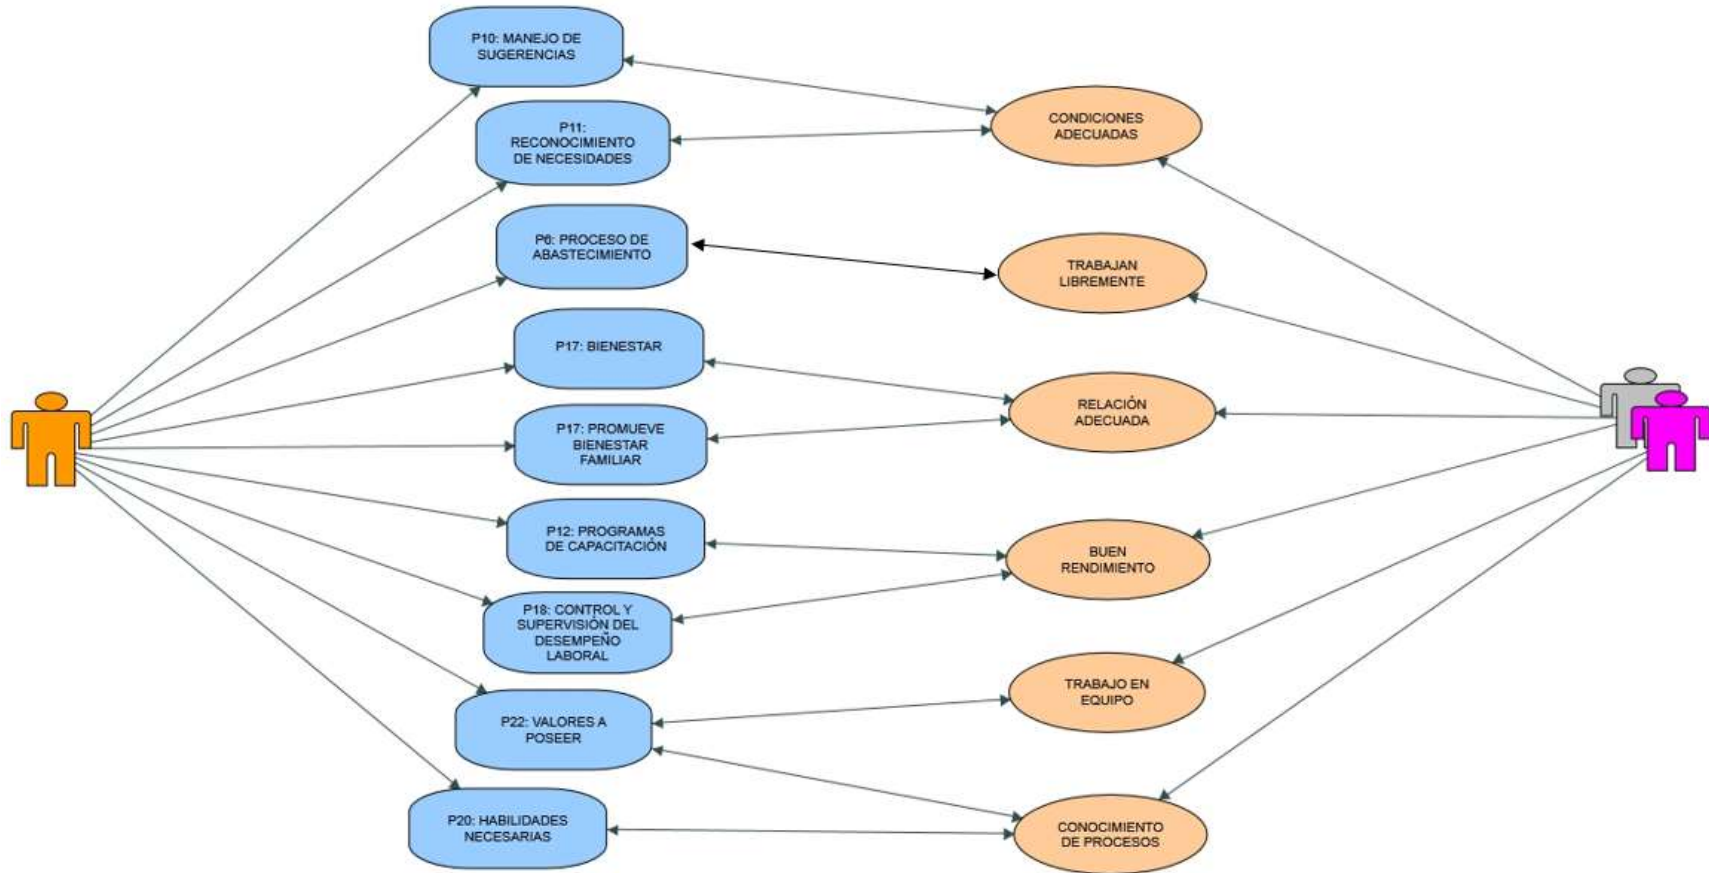 P10: MANEJO DE
SUGERENCIAS
P11:
RECONOCIMIENTO
DE NECESIDADES
P6: PROCESO DE
ABASTECIMIENTO
P17: BIENESTAR
P17: PROMUEVE
BIENESTAR
FAMILIAR
P12: PROGRAMAS
DE CAPACITACIÓN
P18: CONTROL Y
SUPERVISIÓN DEL
DESEMPEÑO
LABORAL
P22: VALORES A
POSEER
P20: HABILIDADES
NECESARIAS
CONDICIONES
ADECUADAS
TRABAJAN
LIBREMENTE
RELACIÓN
ADECUADA
BUEN
RENDIMIENTO
TRABAJO EN
EQUIPO
CONOCIMIENTO
DE PROCESOS